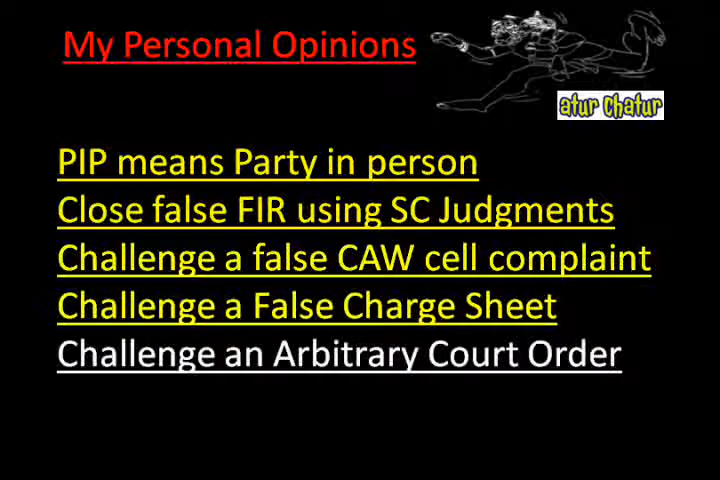 My Personal Opinions
atur chatur
PIP means Party in person
Close false FIR using SC Judgments
Challenge a false CAW cell complaint
Challenge a False Charge Sheet
Challenge an Arbitrary Court Order